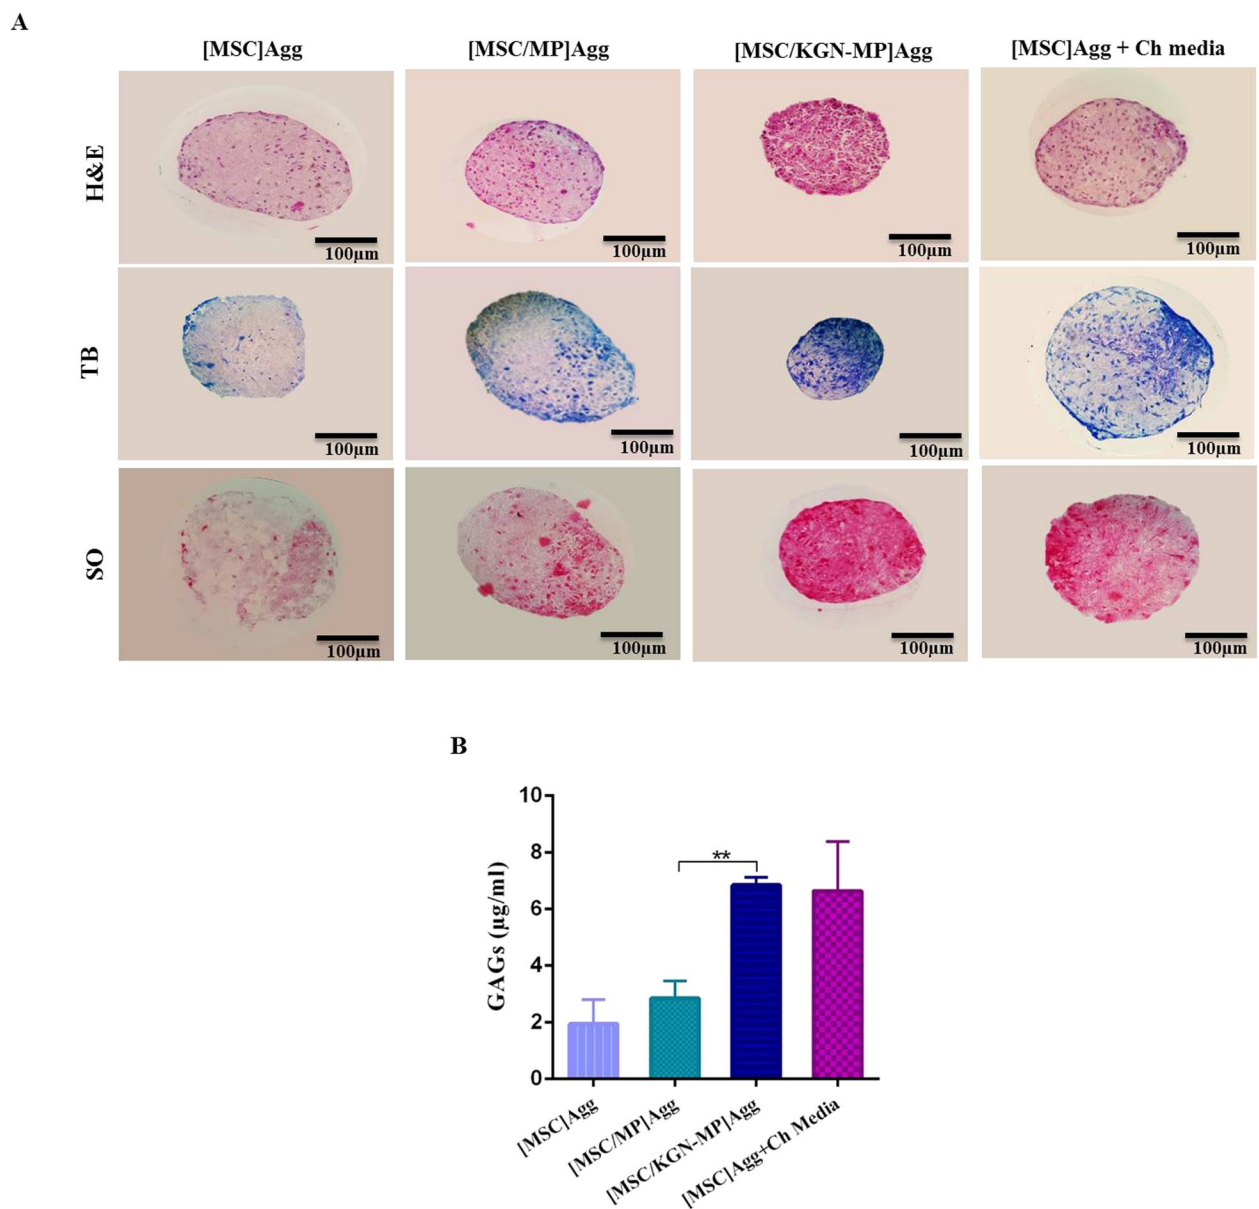 A
[MSC]Agg [MSC/MP]Agg [MSC/KGN-MP]Agg [MSC]Agg + Ch media
H&E
100µm 100µm 100µm 100µm
TB
100µm 100µm 100µm 100µm
SO
100µm 100µm 100µm 100µm
B
**
GAGs (µg/ml)
10
8
6
4
2
0
[MSC]Agg
[MSC/MP]Agg
[MSC/KGN-MP]Agg
[MSC]Agg+Ch Media